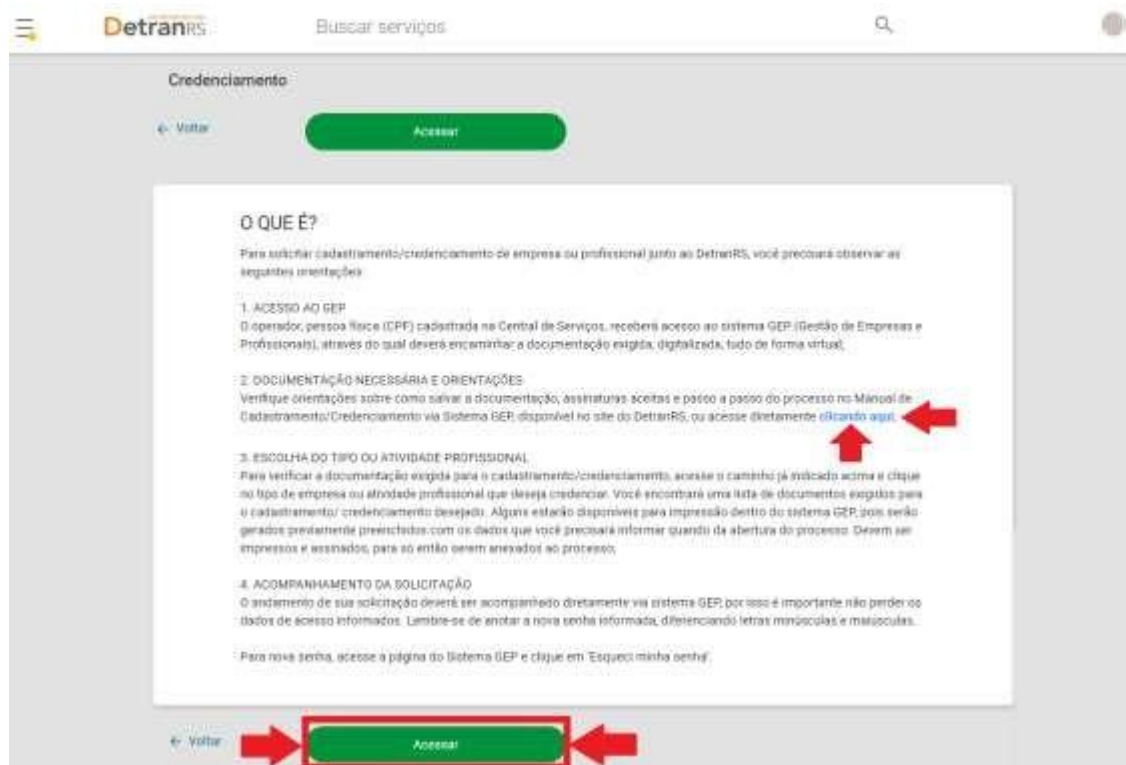 DetranRS
Buscar serviços
Credenciamento
← Voltar
Acessar
O QUE É?
Para solicitar cadastramento/credenciamento de empresa ou profissional junto ao DetranRS, você precisará observar as
seguintes orientações:
1. ACESSO AO GEP
O operador, pessoa física (CPF) cadastrada na Central de Serviços, receberá acesso ao sistema GEP (Gestão de Empresas e
Profissionais), através do qual deverá encaminhar a documentação exigida, digitalizada, tudo de forma virtual;
2. DOCUMENTAÇÃO NECESSÁRIA E ORIENTAÇÕES
Verifique orientações sobre como salvar a documentação, assinaturas aceitas e passo a passo do processo no Manual de
Cadastramento/Credenciamento via Sistema GEP, disponível no site do DetranRS, ou acesse diretamente clicando aqui.
3. ESCOLHA DO TIPO OU ATIVIDADE PROFISSIONAL
Para verificar a documentação exigida para o cadastramento/credenciamento, acesse o caminho já indicado acima e clique
no tipo de empresa ou atividade profissional que deseja credenciar. Você encontrará uma lista de documentos exigidos para
o cadastramento/ credenciamento desejado. Alguns estarão disponíveis para impressão dentro do sistema GEP, pois serão
gerados previamente preenchidos com os dados que você precisará informar quando da abertura do processo. Devem ser
impressos e assinados, para só então serem anexados ao processo;
4. ACOMPANHAMENTO DA SOLICITAÇÃO
O andamento de sua solicitação deverá ser acompanhado diretamente via sistema GEP, por isso é importante não perder os
dados de acesso informados. Lembre-se de anotar a nova senha informada, diferenciando letras minúsculas e maiúsculas.
Para nova senha, acesse a página do Sistema GEP e clique em 'Esqueci minha senha'.
← Voltar
Acessar